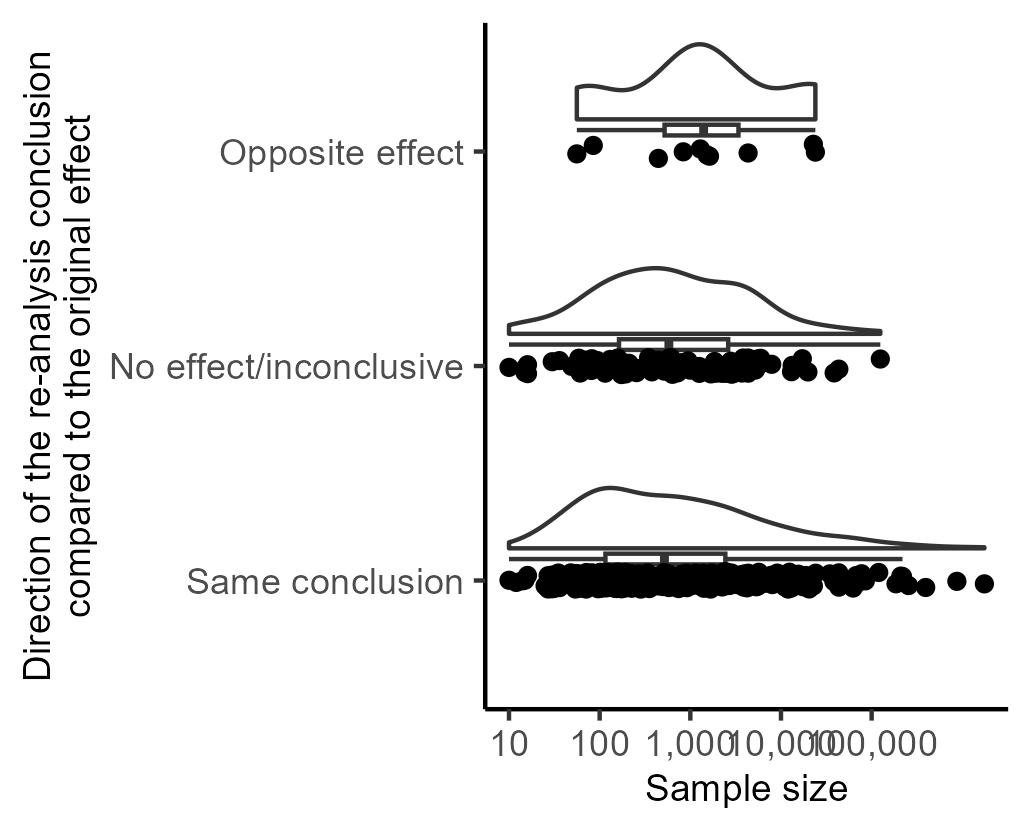 Direction of the re-analysis conclusion
compared to the original effect
Opposite effect
No effect/inconclusive
Same conclusion
10 100 1,000 10,000 100,000
Sample size